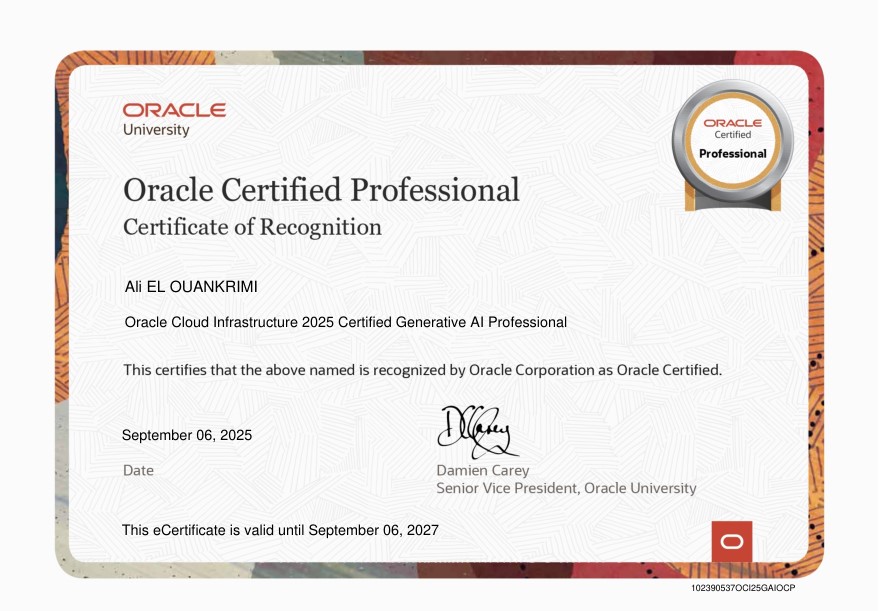 ORACLE
University
ORACLE
Certified
Professional
Oracle Certified Professional
Certificate of Recognition
Ali EL OUANKRIMI
Oracle Cloud Infrastructure 2025 Certified Generative AI Professional
This certifies that the above named is recognized by Oracle Corporation as Oracle Certified.
September 06, 2025
Date
DCarey
Damien Carey
Senior Vice President, Oracle University
This eCertificate is valid until September 06, 2027
102390537OCI25GAIOCP